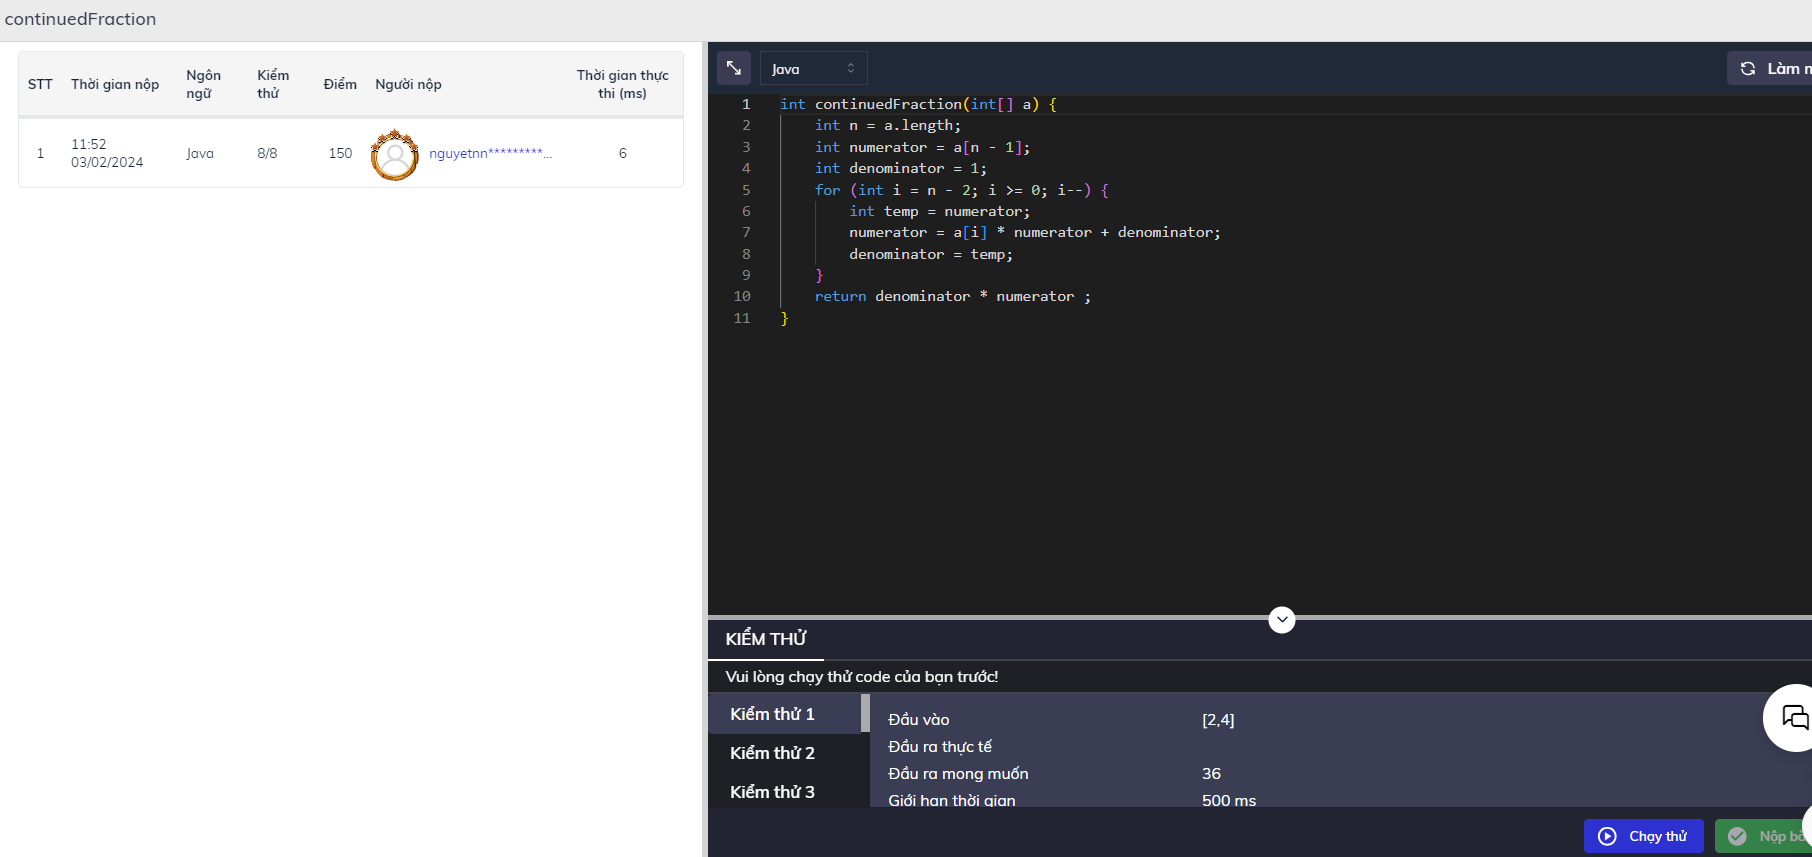 continuedFraction
STT Thời gian nộp Ngôn ngữ Kiểm thử Điểm Người nộp Thời gian thực thi (ms)
1 11:52 03/02/2024 Java 8/8 150 nguyetnn*********... 6
Java
Làm
1 int continuedFraction(int[] a) {
2 int n = a.length;
3 int numerator = a[n - 1];
4 int denominator = 1;
5 for (int i = n - 2; i >= 0; i--) {
6 int temp = numerator;
7 numerator = a[i] * numerator + denominator;
8 denominator = temp;
9 }
10 return denominator * numerator ;
11 }
KIỂM THỬ
Vui lòng chạy thử code của bạn trước!
Kiểm thử 1
Kiểm thử 2
Kiểm thử 3
Đầu vào [2,4]
Đầu ra thực tế
Đầu ra mong muốn 36
Giới hạn thời gian 500 ms
Chạy thử
Nộp